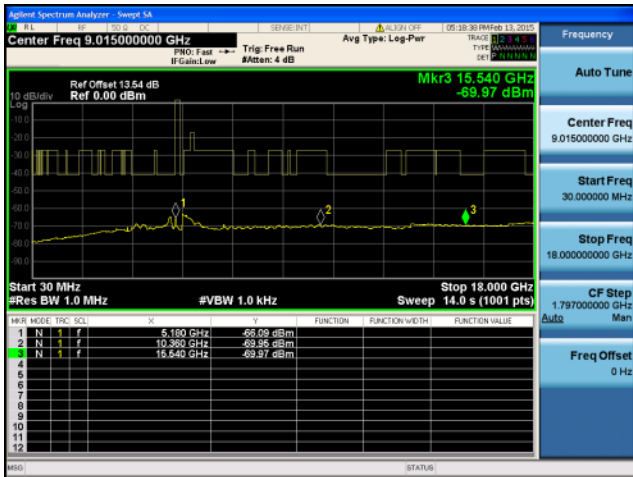 Agilent Spectrum Analyzer - Swept SA
RL RF 50 Ω DC SENSE:INT ALIGN OFF 05:18:38 PM Feb 13, 2015
Center Freq 9.015000000 GHz
PNO: Fast
IFGain:Low
Trig: Free Run
#Atten: 4 dB
Avg Type: Log-Pwr
TRACE 1 2 3 4 5 6
TYPE
DET P N N N N N
Frequency
Auto Tune
Center Freq
9.015000000 GHz
Start Freq
30.000000 MHz
Stop Freq
18.000000000 GHz
CF Step
1.797000000 GHz
Auto Man
Freq Offset
0 Hz
Mkr3 15.540 GHz
-69.97 dBm
Ref Offset 13.54 dB
10 dB/div Ref 0.00 dBm
Log
-10.0
-20.0
-30.0
-40.0
-50.0
-60.0
-70.0
-80.0
-90.0
1
2
3
Start 30 MHz Stop 18.000 GHz
#Res BW 1.0 MHz #VBW 1.0 kHz Sweep 14.0 s (1001 pts)
MKR MODE TRC SCL X Y FUNCTION FUNCTION WIDTH FUNCTION VALUE
1 N 1 f 5.180 GHz -66.09 dBm
2 N 1 f 10.360 GHz -69.95 dBm
3 N 1 f 15.540 GHz -69.97 dBm
4
5
6
7
8
9
10
11
12
MSG STATUS